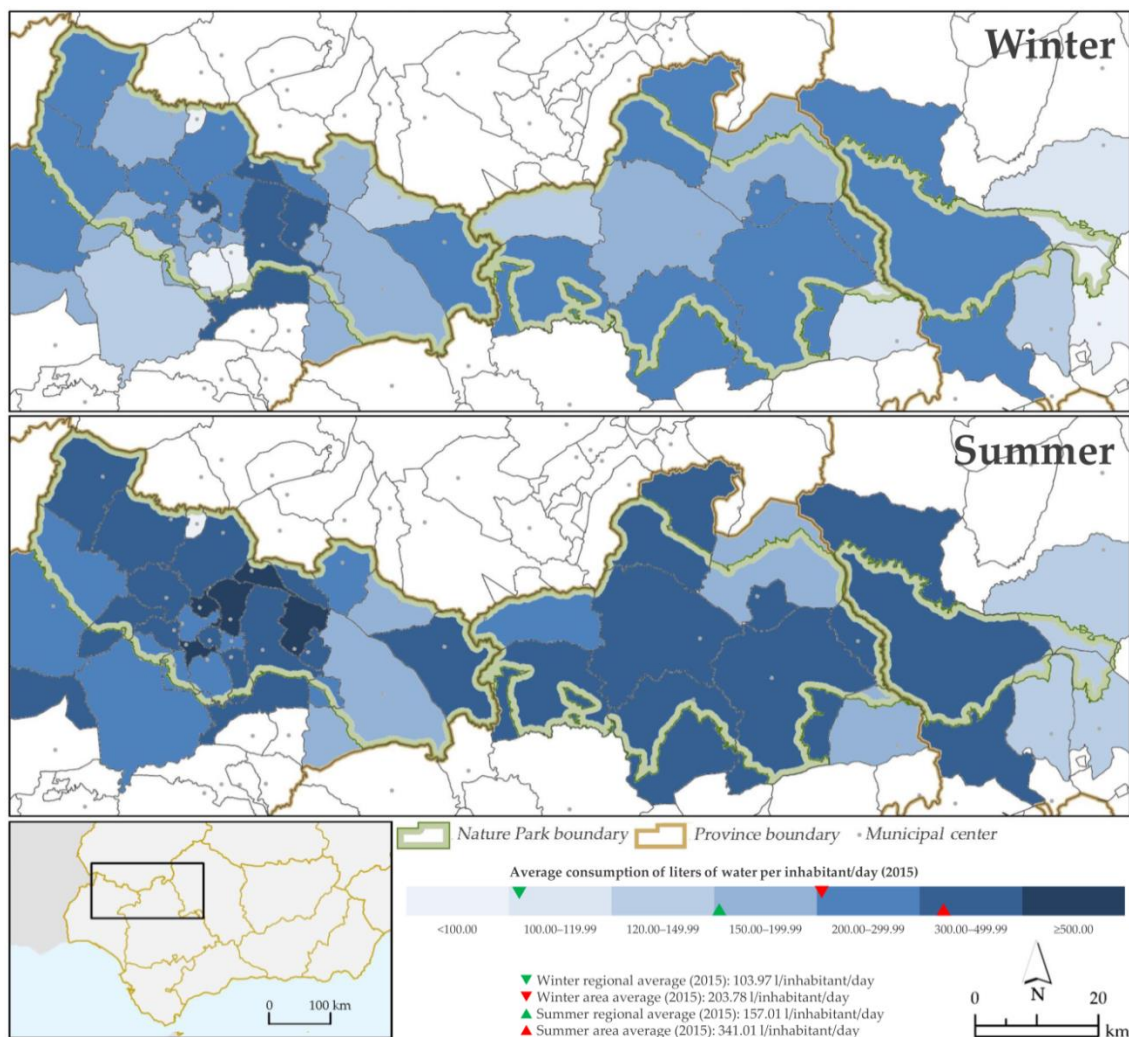 Winter
Summer
Nature Park boundary
Province boundary
Municipal center
Average consumption of liters of water per inhabitant/day (2015)
<100.00
100.00–119.99
120.00–149.99
150.00–199.99
200.00–299.99
300.00–499.99
≥500.00
Winter regional average (2015): 103.97 l/inhabitant/day
Winter area average (2015): 203.78 l/inhabitant/day
Summer regional average (2015): 157.01 l/inhabitant/day
Summer area average (2015): 341.01 l/inhabitant/day
0 100 km
N
0 20
km